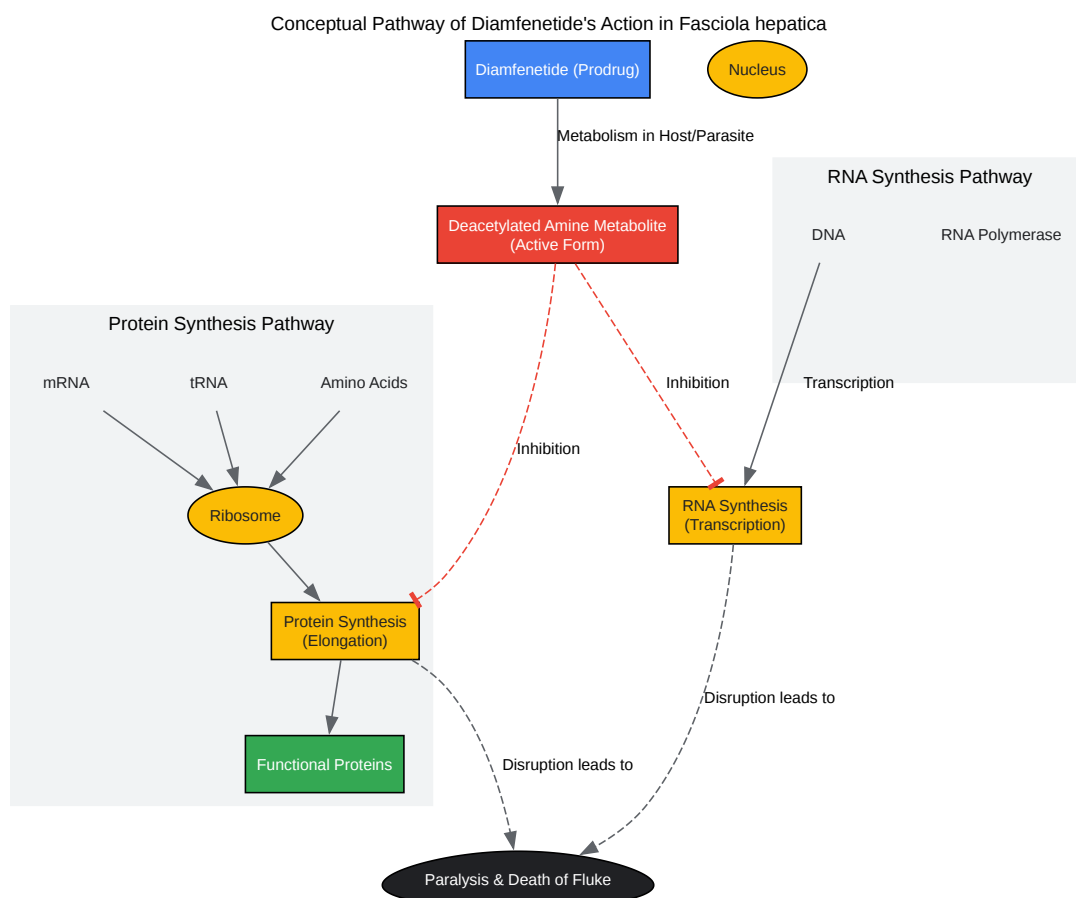 Conceptual Pathway of Diamfenetide's Action in Fasciola hepatica
Diamfenetide (Prodrug)
Nucleus
Metabolism in Host/Parasite
RNA Synthesis Pathway
Deacetylated Amine Metabolite
(Active Form)
DNA
RNA Polymerase
Protein Synthesis Pathway
mRNA
tRNA
Amino Acids
Inhibition
Transcription
Inhibition
Ribosome
RNA Synthesis
(Transcription)
Protein Synthesis
(Elongation)
Disruption leads to
Functional Proteins
Disruption leads to
Paralysis & Death of Fluke